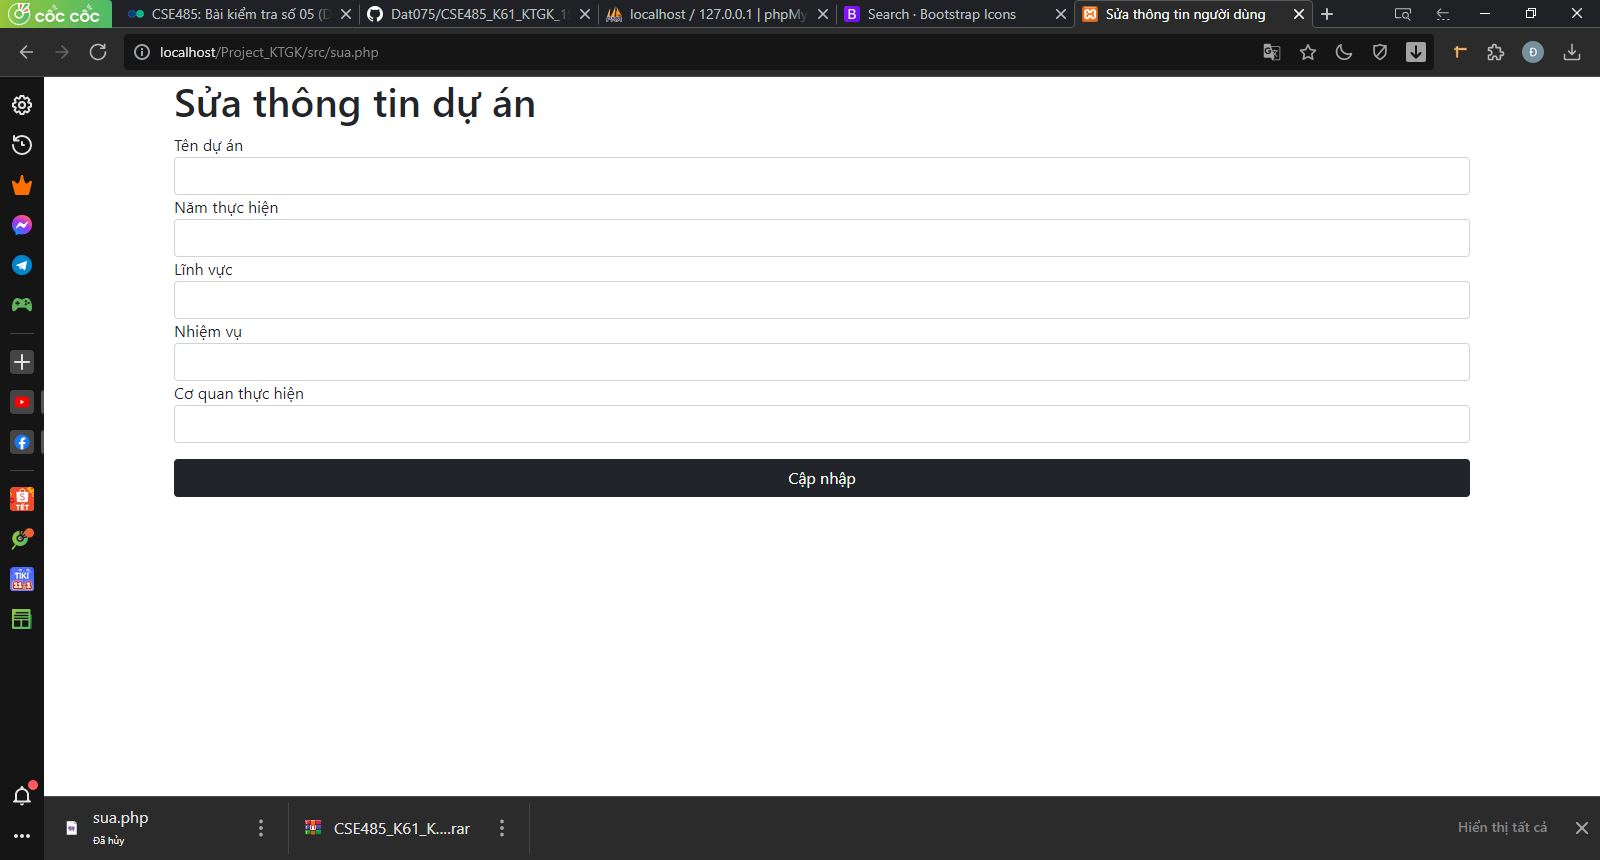 cốc cốc
CSE485: Bài kiểm tra số 05 (D
Dat075/CSE485_K61_KTGK_1
localhost / 127.0.0.1 | phpMy
Search · Bootstrap Icons
Sửa thông tin người dùng
localhost/Project_KTGK/src/sua.php
Đ
Sửa thông tin dự án
Tên dự án
Năm thực hiện
Lĩnh vực
Nhiệm vụ
Cơ quan thực hiện
Cập nhập
TẾT
TIKI
sua.php
Đã hủy
CSE485_K61_K....rar
Hiển thị tất cả